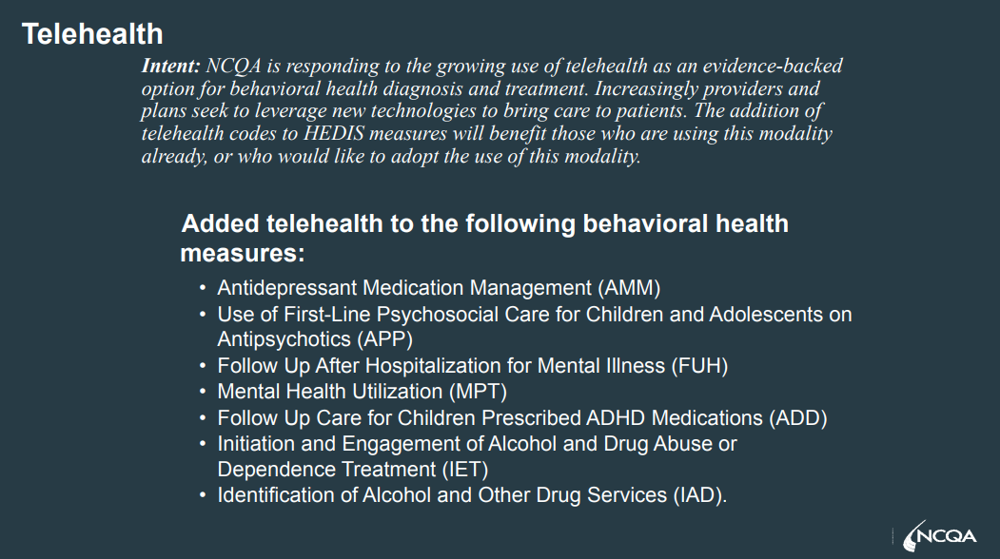 Telehealth
Intent: NCQA is responding to the growing use of telehealth as an evidence-backed
option for behavioral health diagnosis and treatment. Increasingly providers and
plans seek to leverage new technologies to bring care to patients. The addition of
telehealth codes to HEDIS measures will benefit those who are using this modality
already, or who would like to adopt the use of this modality.
Added telehealth to the following behavioral health
measures:
• Antidepressant Medication Management (AMM)
• Use of First-Line Psychosocial Care for Children and Adolescents on
Antipsychotics (APP)
• Follow Up After Hospitalization for Mental Illness (FUH)
• Mental Health Utilization (MPT)
• Follow Up Care for Children Prescribed ADHD Medications (ADD)
• Initiation and Engagement of Alcohol and Drug Abuse or
Dependence Treatment (IET)
• Identification of Alcohol and Other Drug Services (IAD).
NCQA